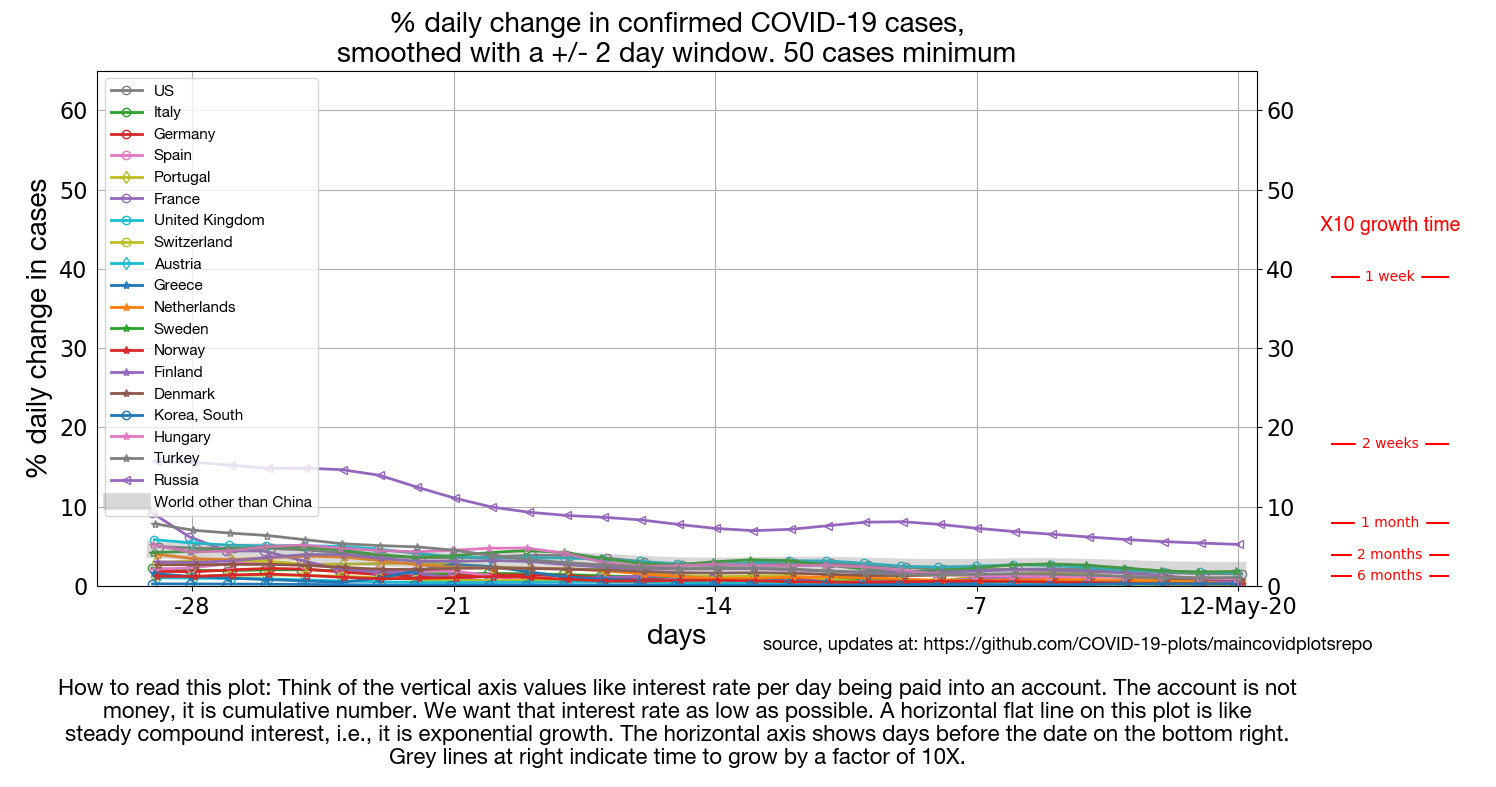 % daily change in confirmed COVID-19 cases,
smoothed with a +/- 2 day window. 50 cases minimum
% daily change in cases
60
50
40
30
20
10
0
US
Italy
Germany
Spain
Portugal
France
United Kingdom
Switzerland
Austria
Greece
Netherlands
Sweden
Norway
Finland
Denmark
Korea, South
Hungary
Turkey
Russia
World other than China
60
50
40
30
20
10
0
X10 growth time
1 week
2 weeks
1 month
2 months
6 months
-28
-21
-14
-7
12-May-20
days
source, updates at: https://github.com/COVID-19-plots/maincovidplotsrepo
How to read this plot: Think of the vertical axis values like interest rate per day being paid into an account. The account is not
money, it is cumulative number. We want that interest rate as low as possible. A horizontal flat line on this plot is like
steady compound interest, i.e., it is exponential growth. The horizontal axis shows days before the date on the bottom right.
Grey lines at right indicate time to grow by a factor of 10X.